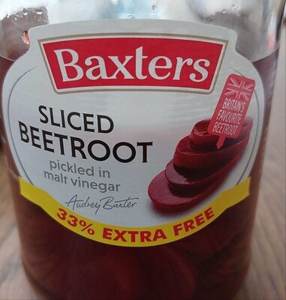 Baxters
SLICED
BEETROOT
pickled in
malt vinegar
Audrey Baxter
BRITAIN'S
FAVOURITE
BEETROOT
33% EXTRA FREE